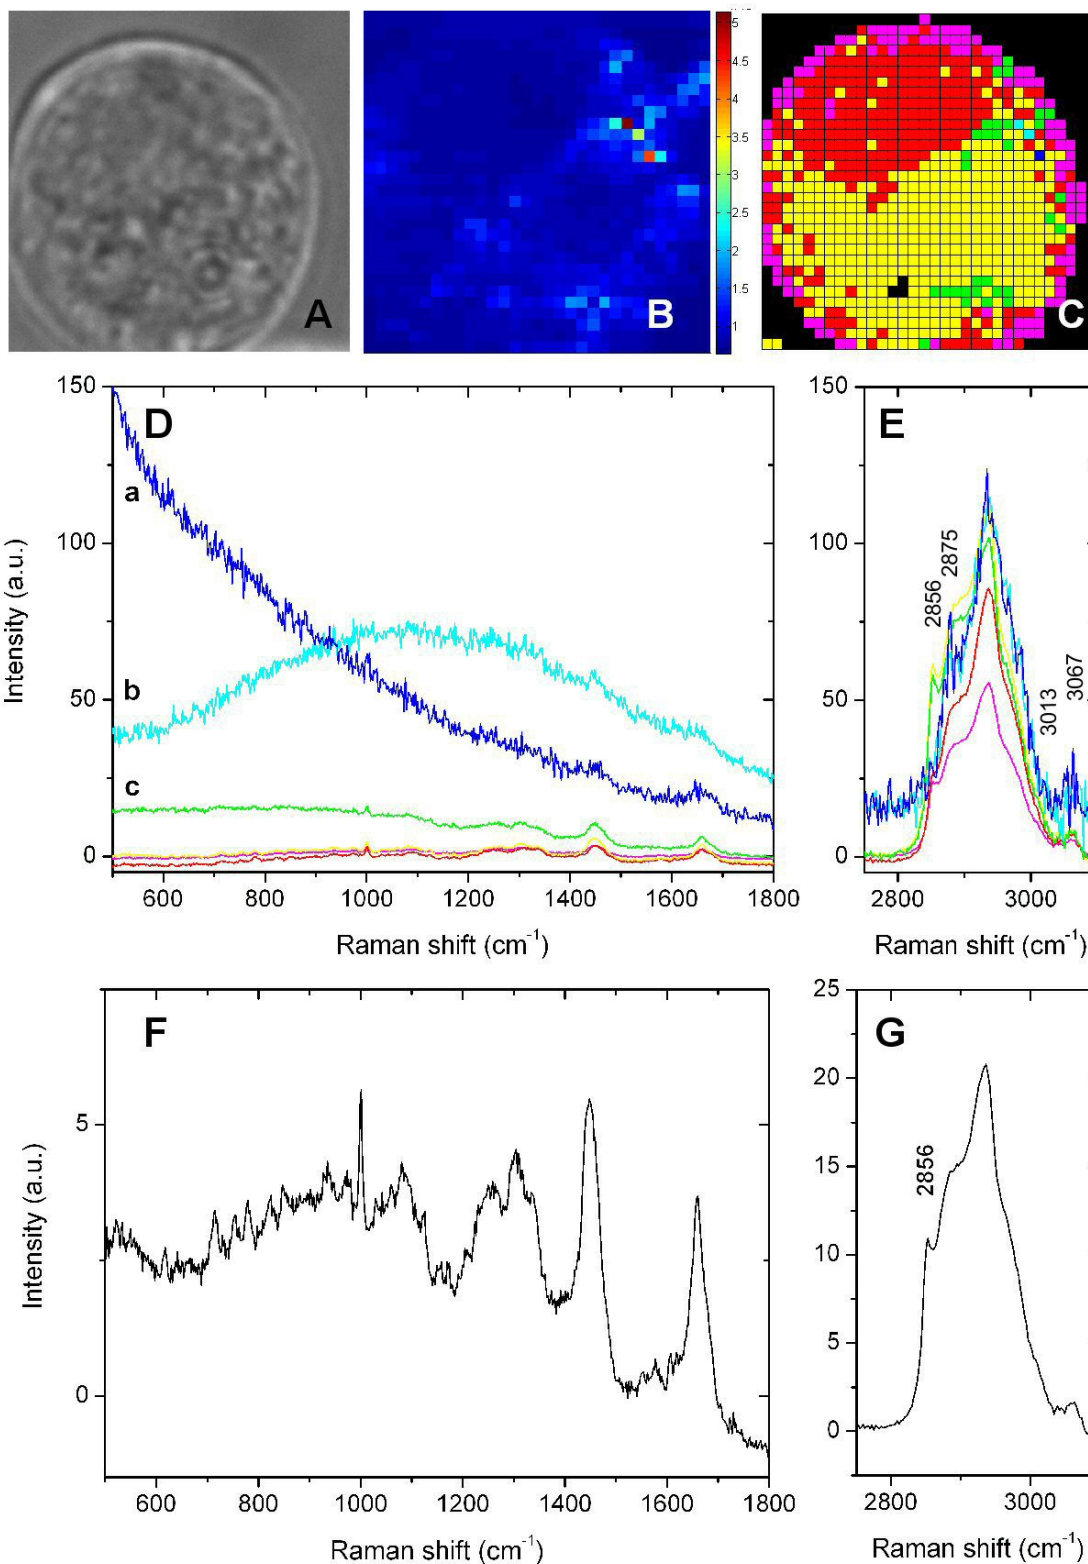 5
4.5
4
3.5
3
2.5
2
1.5
1
A
B
C
150
100
50
0
Intensity (a.u.)
D
a
b
c
600 800 1000 1200 1400 1600 1800
Raman shift (cm-1)
150
100
50
0
E
2856
2875
3013
3067
2800 3000
Raman shift (cm-1)
5
0
Intensity (a.u.)
F
600 800 1000 1200 1400 1600 1800
Raman shift (cm-1)
25
20
15
10
5
0
G
2856
2800 3000
Raman shift (cm-1)